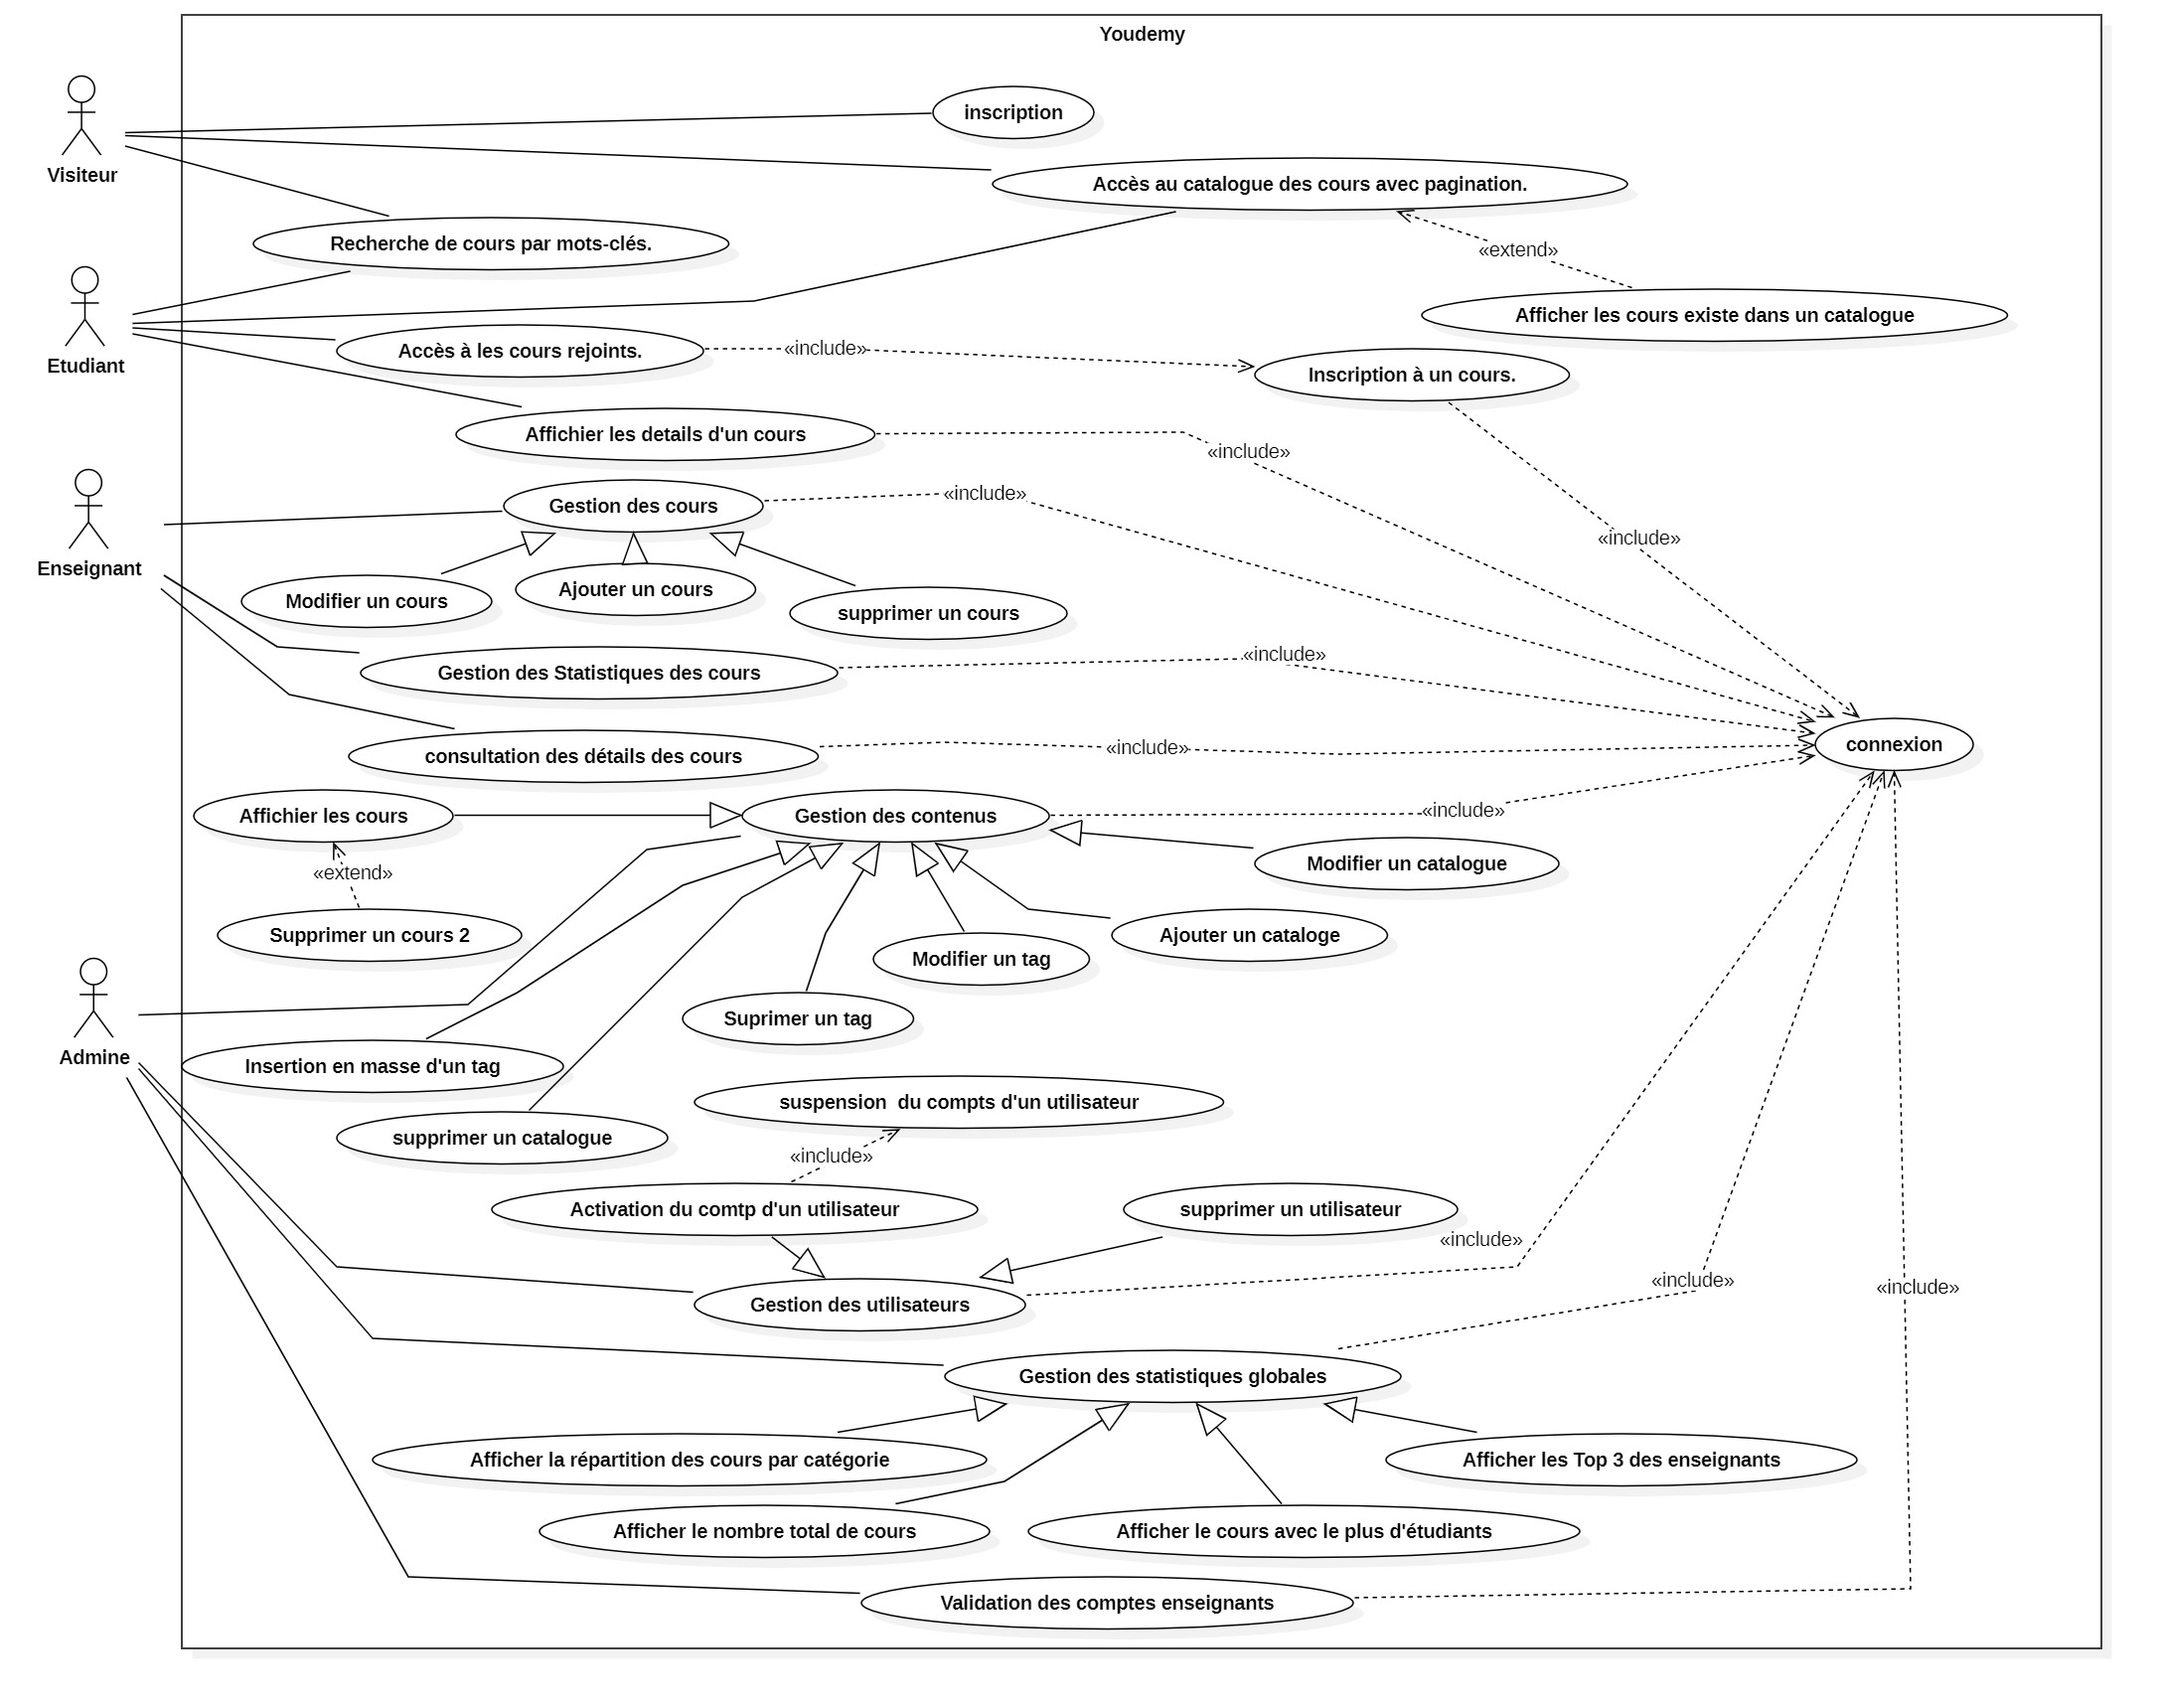 Youdemy
inscription
Visiteur
Accès au catalogue des cours avec pagination.
Recherche de cours par mots-clés.
«extend»
Afficher les cours existe dans un catalogue
Etudiant
Accès à les cours rejoints.
«include»
Inscription à un cours.
Affichier les details d'un cours
«include»
Gestion des cours
«include»
«include»
Enseignant
Modifier un cours
Ajouter un cours
supprimer un cours
Gestion des Statistiques des cours
«include»
consultation des détails des cours
«include»
connexion
Affichier les cours
Gestion des contenus
«include»
«extend»
Modifier un catalogue
Supprimer un cours 2
Ajouter un cataloge
Modifier un tag
Suprimer un tag
Admine
Insertion en masse d'un tag
suspension  du compts d'un utilisateur
supprimer un catalogue
«include»
Activation du comtp d'un utilisateur
supprimer un utilisateur
«include»
«include»
«include»
Gestion des utilisateurs
Gestion des statistiques globales
Afficher la répartition des cours par catégorie
Afficher les Top 3 des enseignants
Afficher le nombre total de cours
Afficher le cours avec le plus d'étudiants
Validation des comptes enseignants